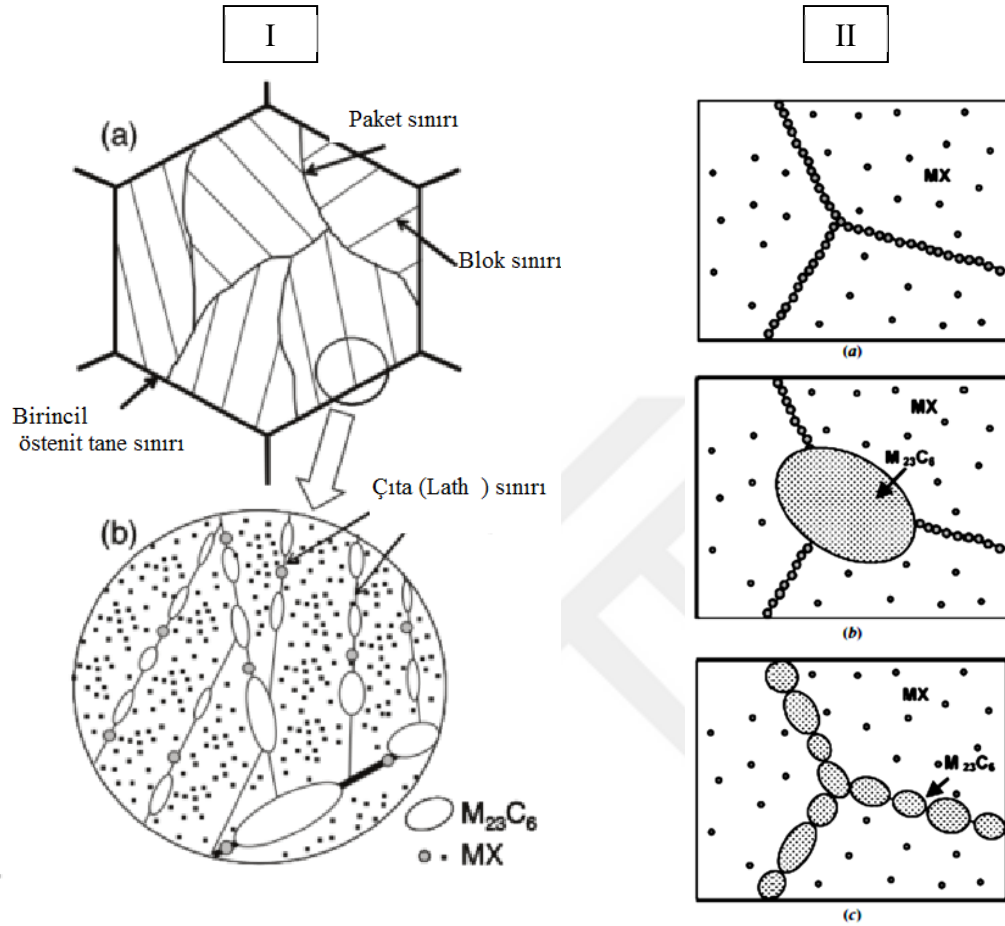 I
(a)
Paket sınırı
Blok sınırı
Birincil
östenit tane sınırı
Çıta (Lath ) sınırı
(b)
M23C6
MX
II
MX
(a)
MX
M23C6
(b)
MX
M23C6
(c)